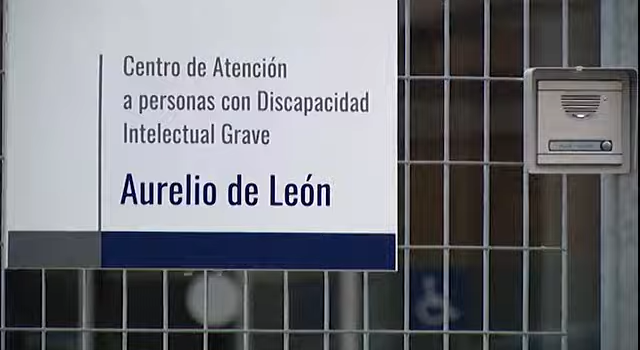 Centro de Atención
a personas con Discapacidad
Intelectual Grave
Aurelio de León